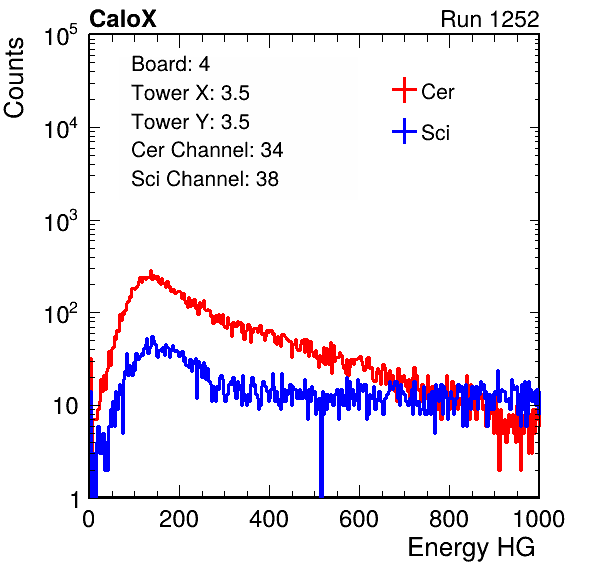 CaloX Run 1252
Counts
10^5
10^4
10^3
10^2
10
1
Board: 4
Tower X: 3.5
Tower Y: 3.5
Cer Channel: 34
Sci Channel: 38
Cer
Sci
0 200 400 600 800 1000
Energy HG